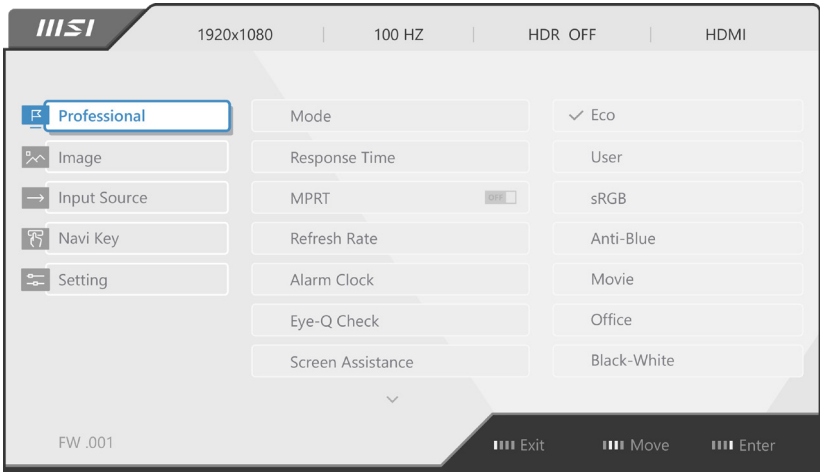 msi 1920x1080 100 HZ HDR OFF HDMI
Professional Mode Eco
Image Response Time User
Input Source MPRT OFF sRGB
Navi Key Refresh Rate Anti-Blue
Setting Alarm Clock Movie
Eye-Q Check Office
Screen Assistance Black-White
FW .001 Exit Move Enter